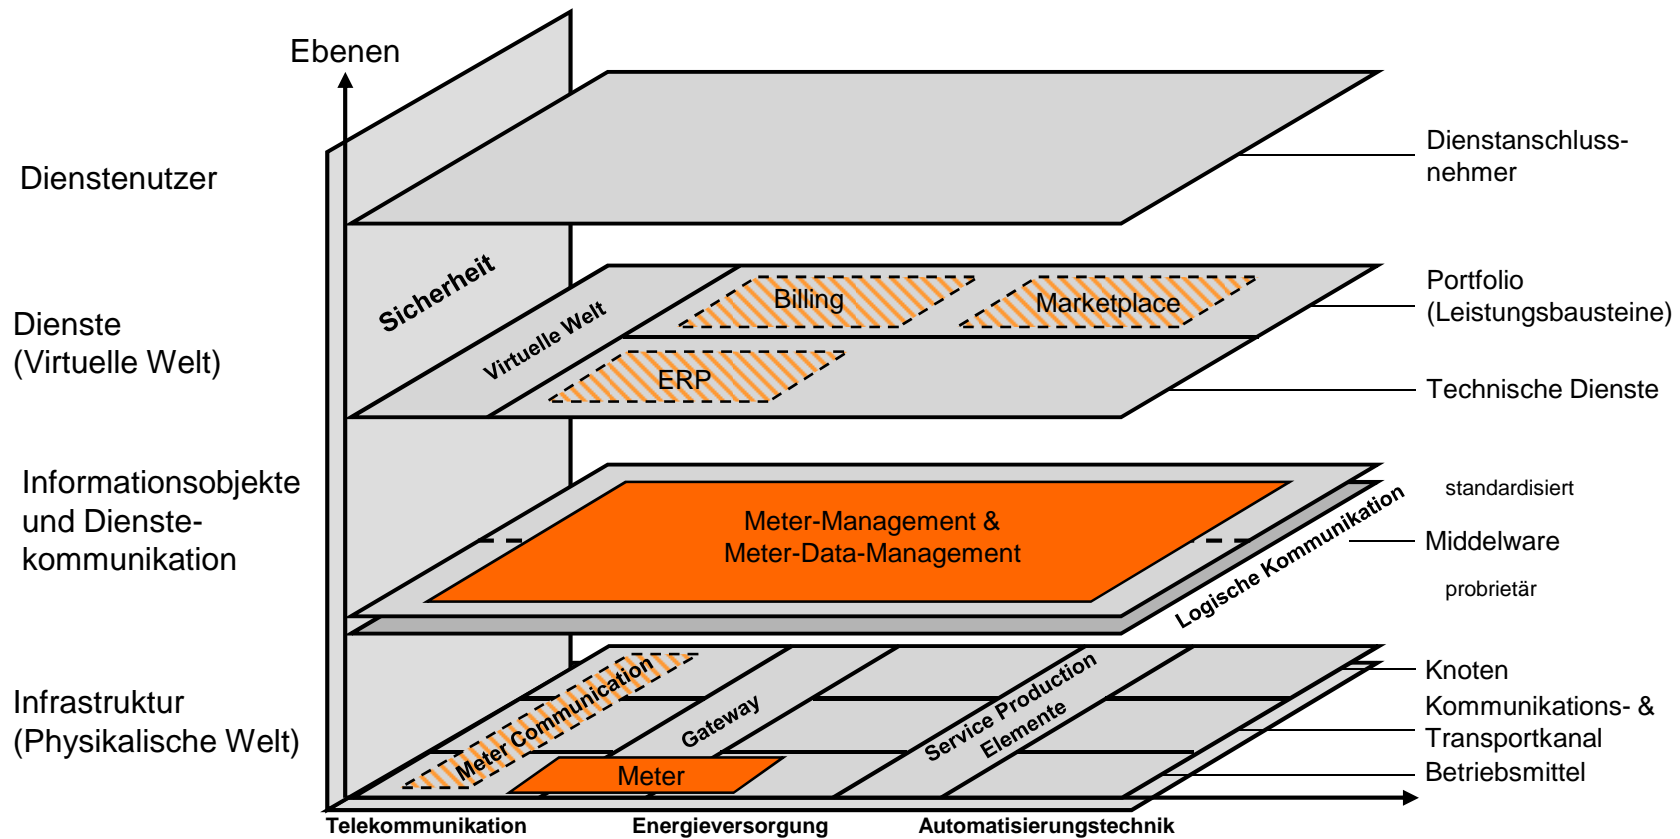 Ebenen
Dienstenutzer
Dienstanschluss-
nehmer
Sicherheit
Dienste
(Virtuelle Welt)
Virtuelle Welt
Billing
Marketplace
ERP
Portfolio
(Leistungsbausteine)
Technische Dienste
Informationsobjekte
und Dienste-
kommunikation
Meter-Management &
Meter-Data-Management
Logische Kommunikation
standardisiert
Middelware
probrietär
Infrastruktur
(Physikalische Welt)
Meter Communication
Gateway
Meter
Service Production
Elemente
Knoten
Kommunikations- &
Transportkanal
Betriebsmittel
Telekommunikation
Energieversorgung
Automatisierungstechnik